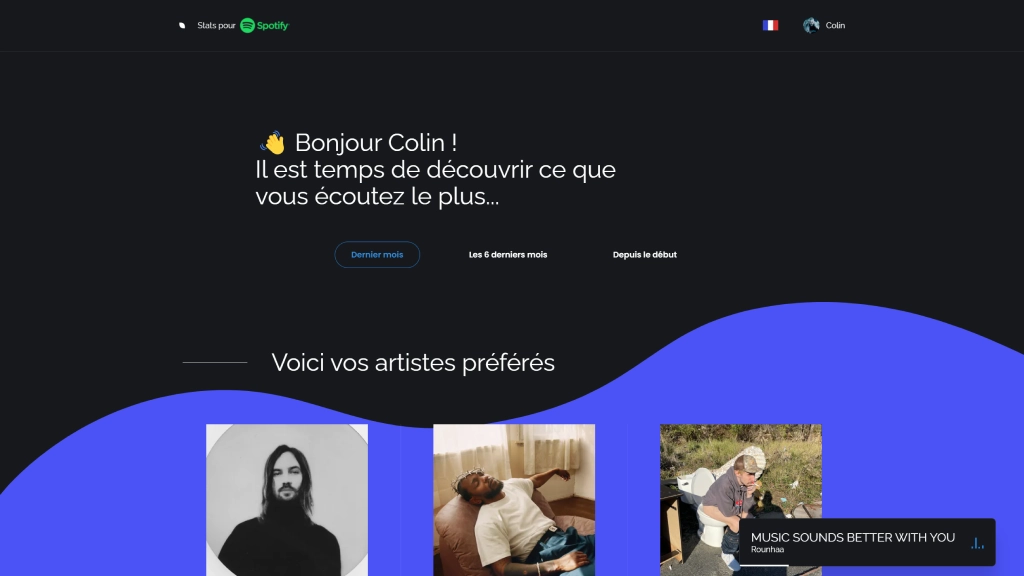 Stats pour Spotify
Colin
👋 Bonjour Colin !
Il est temps de découvrir ce que
vous écoutez le plus...
Dernier mois
Les 6 derniers mois
Depuis le début
Voici vos artistes préférés
MUSIC SOUNDS BETTER WITH YOU
Rounhaa